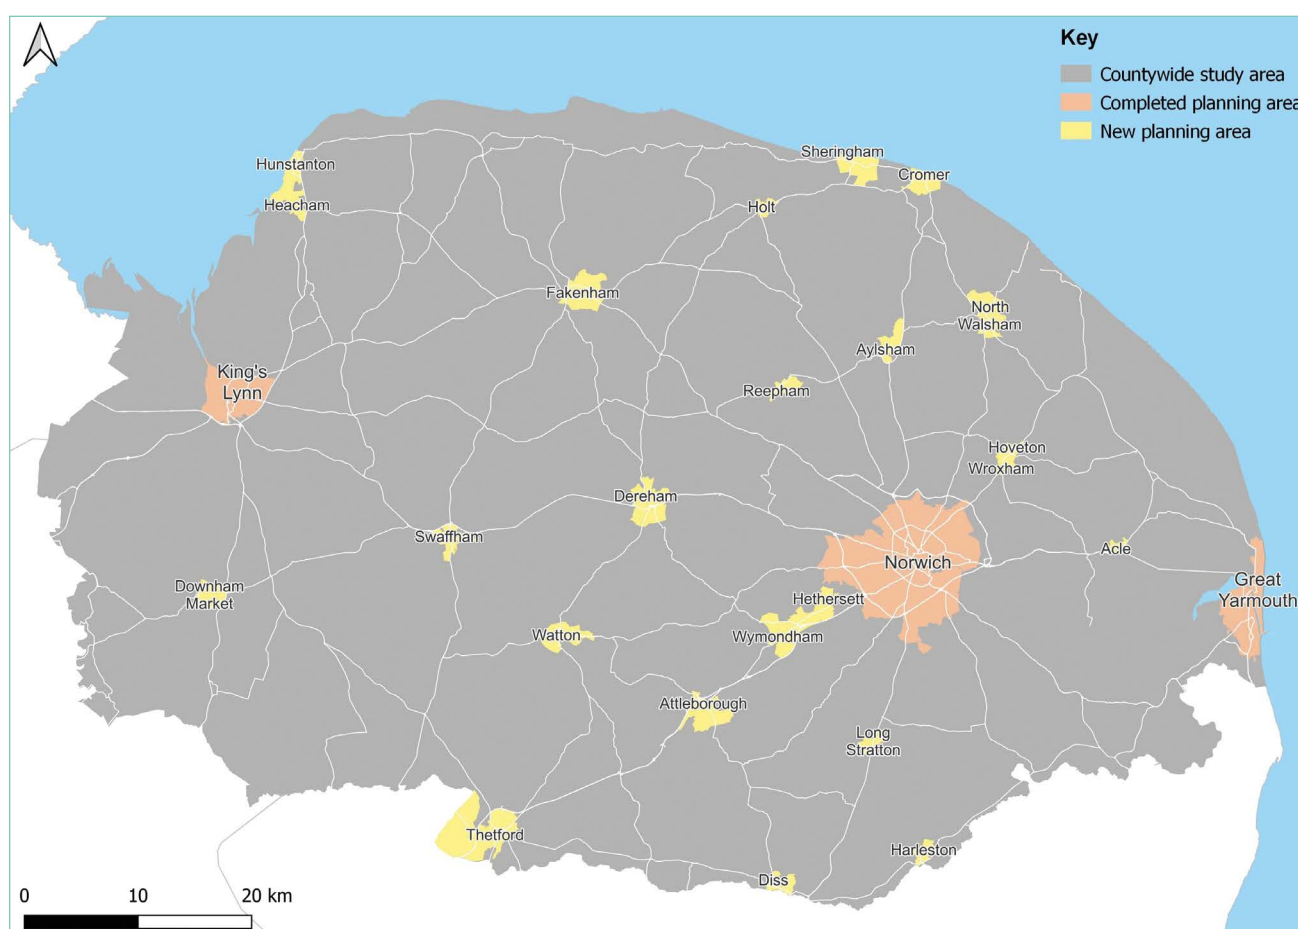 Key
Countywide study area
Completed planning area
New planning area
Sheringham
Hunstanton
Cromer
Heacham
Holt
Fakenham
North
Walsham
Aylsham
King's
Lynn
Reepham
Hoveton
Wroxham
Dereham
Swaffham
Acle
Norwich
Great
Yarmouth
Downham
Market
Hethersett
Watton
Wymondham
Attleborough
Long
Stratton
Thetford
Harleston
Diss
0 10 20 km